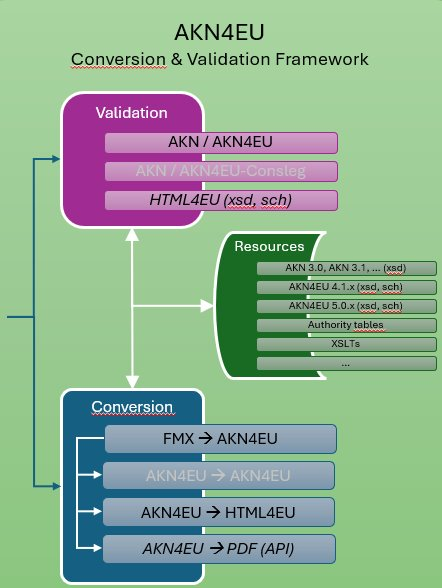 AKN4EU
Conversion & Validation Framework
Validation
AKN / AKN4EU
AKN / AKN4EU-Consleg
HTML4EU (xsd, sch)
Resources
AKN 3.0, AKN 3.1, ... (xsd)
AKN4EU 4.1.x (xsd, sch)
AKN4EU 5.0.x (xsd, sch)
Authority tables
XSLTs
...
Conversion
FMX → AKN4EU
AKN4EU → AKN4EU
AKN4EU → HTML4EU
AKN4EU → PDF (API)